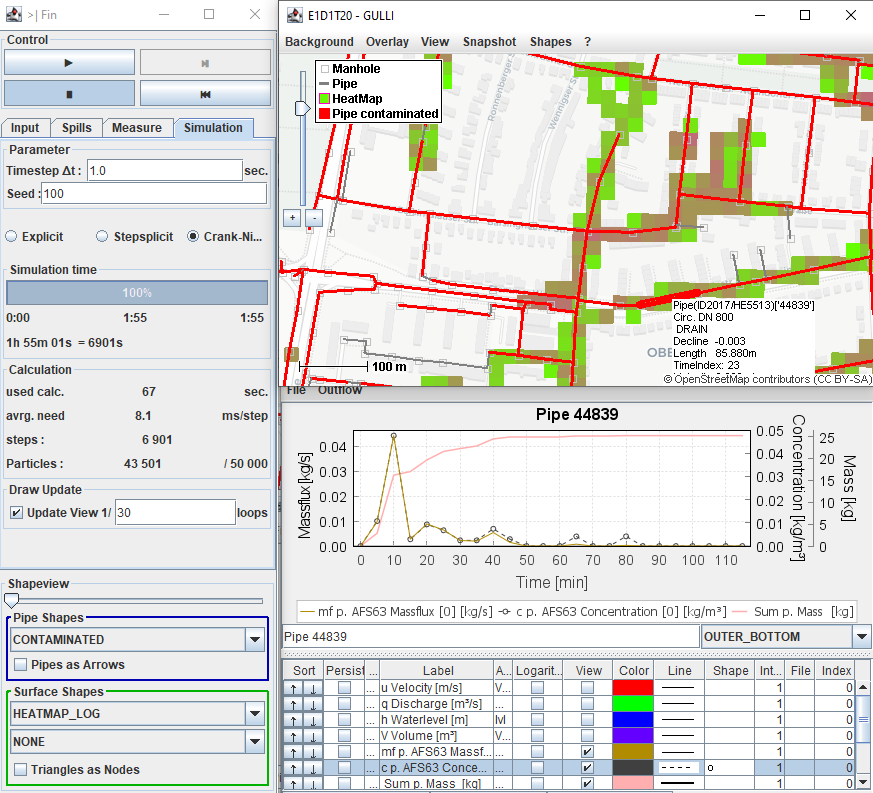 >| Fin
Control
Input Spills Measure Simulation
Parameter
Timestep Δt : 1.0 sec.
Seed : 100
Explicit Stepsplicit Crank-Ni...
Simulation time
100%
0:00 1:55 1:55
1h 55m 01s = 6901s
Calculation
used calc. 67 sec.
avrg. need 8.1 ms/step
steps : 6 901
Particles : 43 501 / 50 000
Draw Update
Update View 1/ 30 loops
Shapeview
Pipe Shapes
CONTAMINATED
Pipes as Arrows
Surface Shapes
HEATMAP_LOG
NONE
Triangles as Nodes
E1D1T20 - GULLI
Background Overlay View Snapshot Shapes ?
Manhole
Pipe
HeatMap
Pipe contaminated
+ -
Ronnenberger S
Wennigser S
Pipe(ID2017/HE5513)['44839']
Circ. DN 800
DRAIN
Decline -0.003
Length 85.880m
TimeIndex: 23
OBE
100 m
© OpenStreetMap contributors (CC BY-SA)
File Outflow
Pipe 44839
Massflux [kg/s]
0.04
0.03
0.02
0.01
0.00
Concentration [kg/m³]
0.05
0.04
0.03
0.02
0.01
0.00
Mass [kg]
25
20
15
10
5
0
0 10 20 30 40 50 60 70 80 90 100 110
Time [min]
mf p. AFS63 Massflux [0] [kg/s] c p. AFS63 Concentration [0] [kg/m³] Sum p. Mass [kg]
Pipe 44839 OUTER_BOTTOM
Sort Persist ... Label A... Logarit... View Color Line Shape Int... File Index
↑ ↓ ... u Velocity [m/s] V... 1 0
↑ ↓ ... q Discharge [m³/s] ... 1 0
↑ ↓ ... h Waterlevel [m] lvl 1 0
↑ ↓ ... V Volume [m³] V... 1 0
↑ ↓ ... mf p. AFS63 Massf... ... 1 0
↑ ↓ ... c p. AFS63 Conce... ... o 1 0
↑ ↓ ... Sum p. Mass [kg] ... 1 0